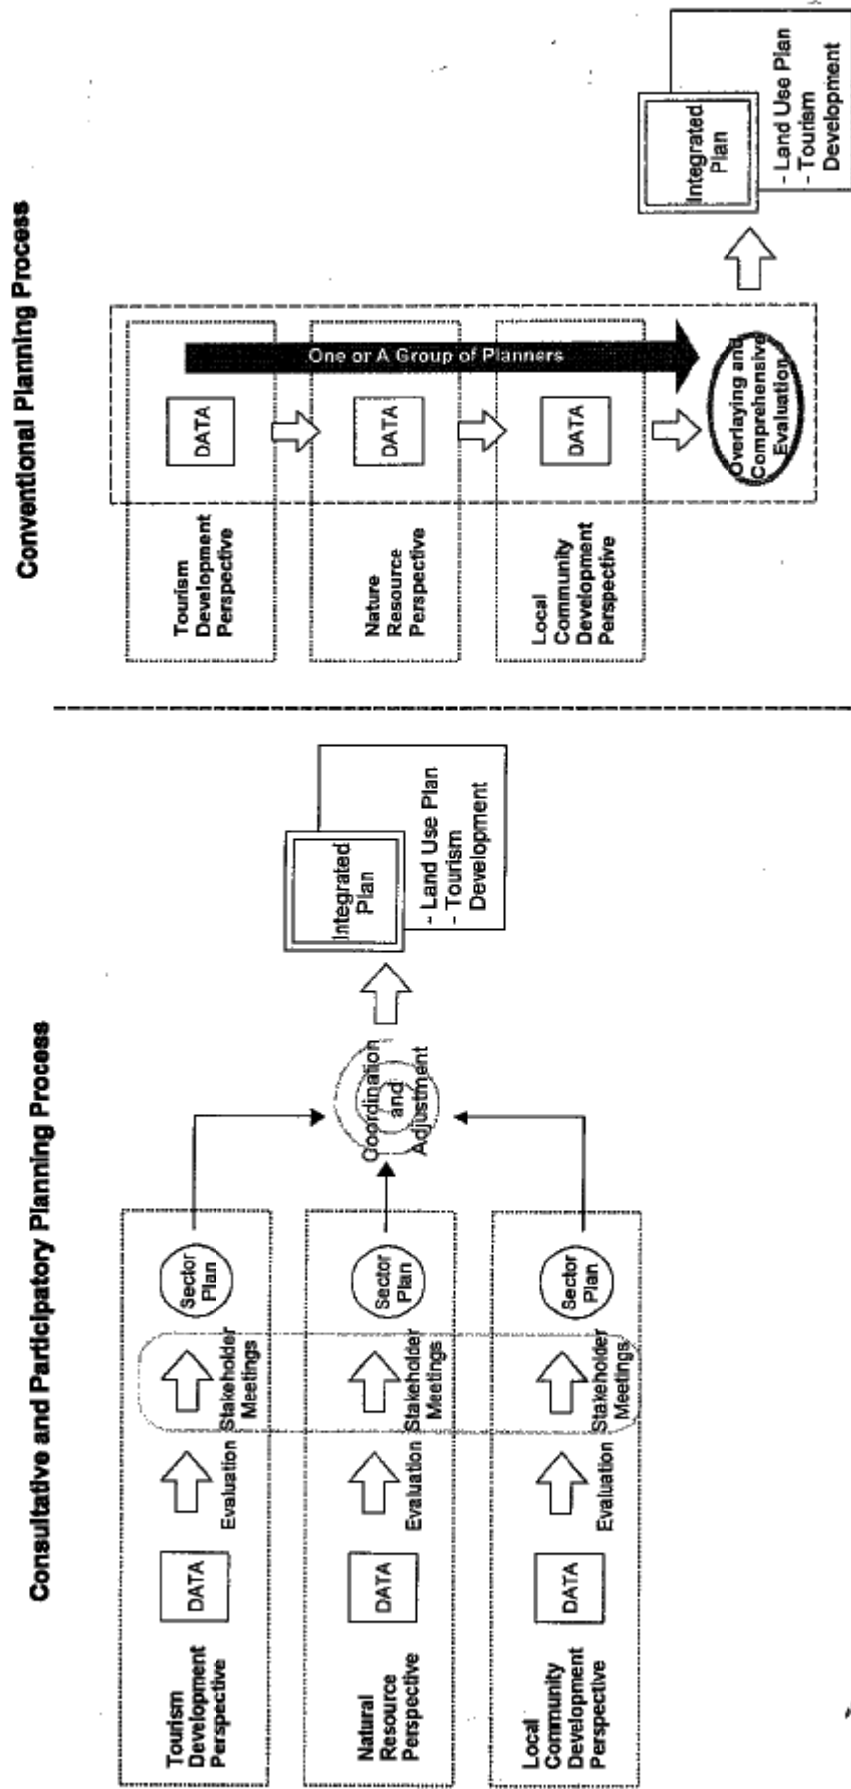 Consultative and Participatory Planning Process
Tourism
Development
Perspective
DATA
Evaluation
Stakeholder
Meetings
Sector
Plan
Natural
Resource
Perspective
DATA
Evaluation
Stakeholder
Meetings
Sector
Plan
Local
Community
Development
Perspective
DATA
Evaluation
Stakeholder
Meetings
Sector
Plan
Coordination
and
Adjustment
Integrated
Plan
- Land Use Plan
- Tourism
Development
Conventional Planning Process
Tourism
Development
Perspective
DATA
Nature
Resource
Perspective
DATA
Local
Community
Development
Perspective
DATA
One or A Group of Planners
Overlaying and
Comprehensive
Evaluation
Integrated
Plan
- Land Use Plan
- Tourism
Development